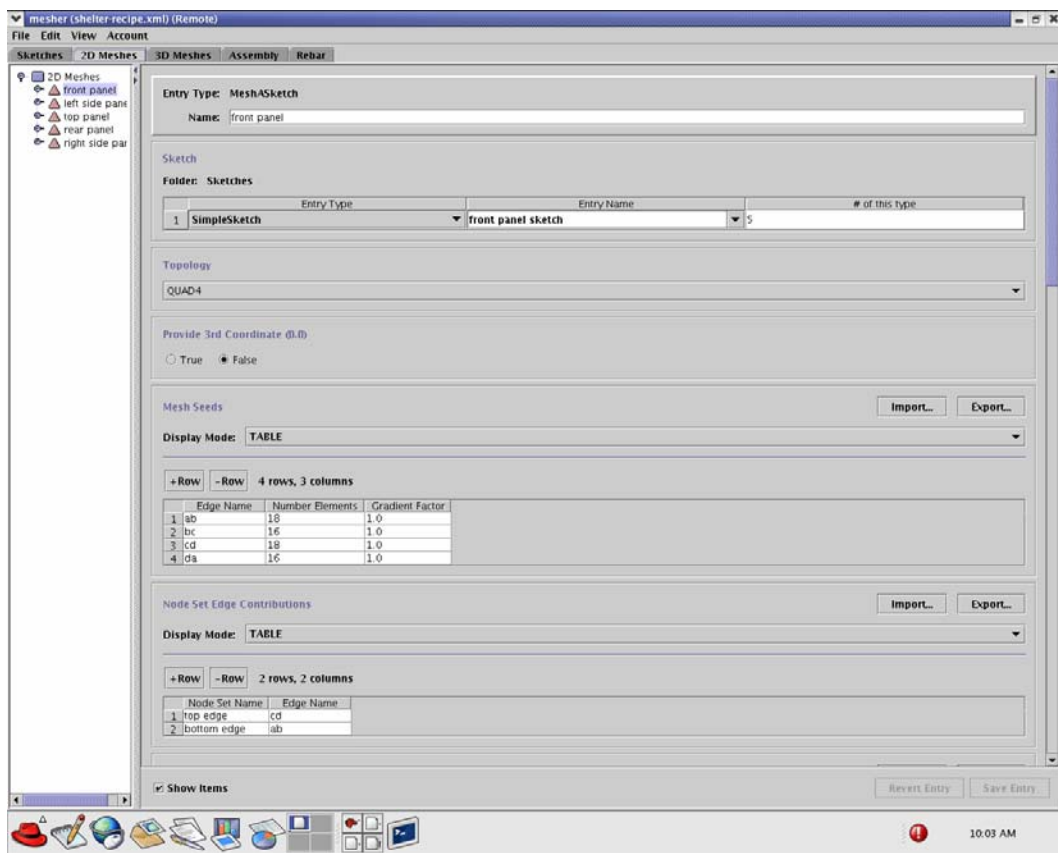 mesher (shelter-recipe.xml) (Remote)
File Edit View Account
Sketches 2D Meshes 3D Meshes Assembly Rebar
2D Meshes
front panel
left side pane
top panel
rear panel
right side par
Entry Type: MeshASketch
Name: front panel
Sketch
Folder: Sketches
Entry Type Entry Name # of this type
1 SimpleSketch front panel sketch 5
Topology
QUAD4
Provide 3rd Coordinate (0.0)
True False
Mesh Seeds Import... Export...
Display Mode: TABLE
+Row -Row 4 rows, 3 columns
Edge Name Number Elements Gradient Factor
1 ab 18 1.0
2 bc 16 1.0
3 cd 18 1.0
4 da 16 1.0
Node Set Edge Contributions Import... Export...
Display Mode: TABLE
+Row -Row 2 rows, 2 columns
Node Set Name Edge Name
1 top edge cd
2 bottom edge ab
Show Items Revert Entry Save Entry
10:03 AM